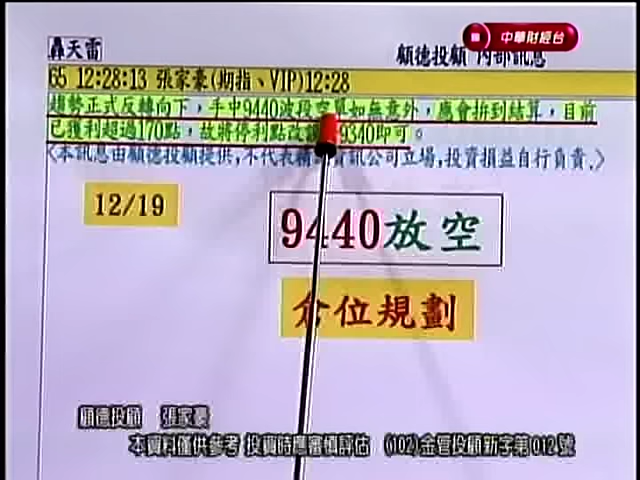 中華財經台
轟天雷
顧德投顧 內部訊息
65 12:28:13 張家豪(期指、VIP)12:28
趨勢正式反轉向下，手中9440波段空單如無意外，應會拚到結算，目前
已獲利超過170點，故將停利點改 9340即可。
〈本訊息由顧德投顧提供,不代表 資訊公司立場,投資損益自行負責.〉
12/19
9440放空
倉位規劃
顧德投顧 張家豪
本資料僅供參考 投資時應審慎評估 (102)金管投顧新字第012號